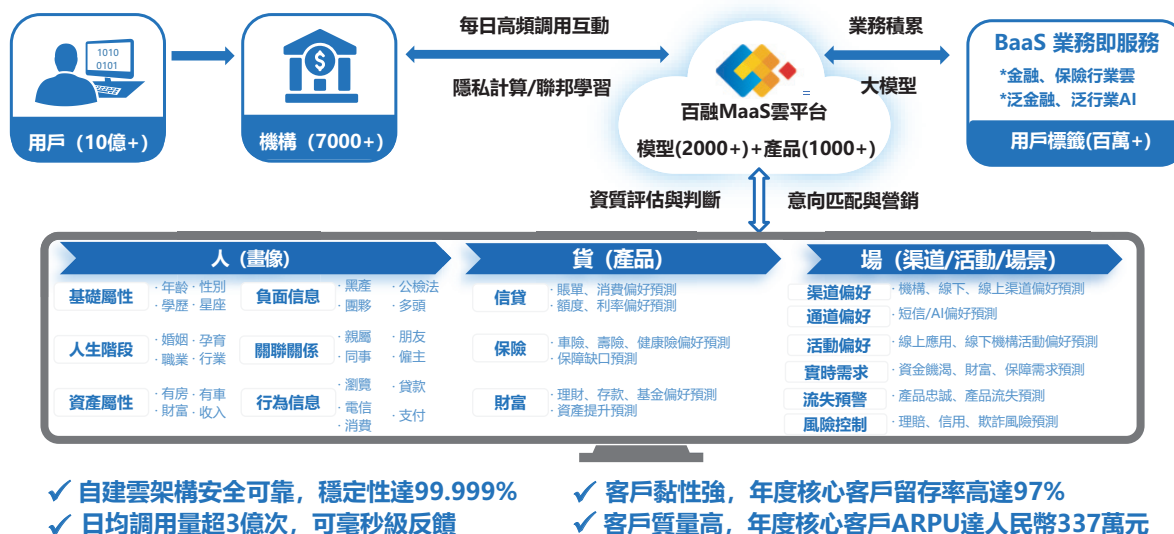 1010
0101
用戶（10億+）
機構（7000+）
每日高頻調用互動
隱私計算/聯邦學習
百融MaaS雲平台
模型(2000+)+產品(1000+)
業務積累
大模型
BaaS 業務即服務
*金融、保險行業雲
*泛金融、泛行業AI
用戶標籤(百萬+)
資質評估與判斷
意向匹配與營銷
人（畫像）
基礎屬性
· 年齡 · 性別
· 學歷 · 星座
負面信息
· 黑產 · 公檢法
· 團夥 · 多頭
人生階段
· 婚姻 · 孕育
· 職業 · 行業
關聯關係
· 親屬 · 朋友
· 同事 · 僱主
資產屬性
· 有房 · 有車
· 財富 · 收入
行為信息
· 瀏覽 · 貸款
· 電信
· 消費 · 支付
貨（產品）
信貸
· 賬單、消費偏好預測
· 額度、利率偏好預測
保險
· 車險、壽險、健康險偏好預測
· 保障缺口預測
財富
· 理財、存款、基金偏好預測
· 資產提升預測
場（渠道/活動/場景）
渠道偏好 · 機構、線下、線上渠道偏好預測
通道偏好 · 短信/AI偏好預測
活動偏好 · 線上應用、線下機構活動偏好預測
實時需求 · 資金饑渴、財富、保障需求預測
流失預警 · 產品忠誠、產品流失預測
風險控制 · 理賠、信用、欺詐風險預測
✓ 自建雲架構安全可靠，穩定性達99.999%
✓ 日均調用量超3億次，可毫秒級反饋
✓ 客戶黏性強，年度核心客戶留存率高達97%
✓ 客戶質量高，年度核心客戶ARPU達人民幣337萬元